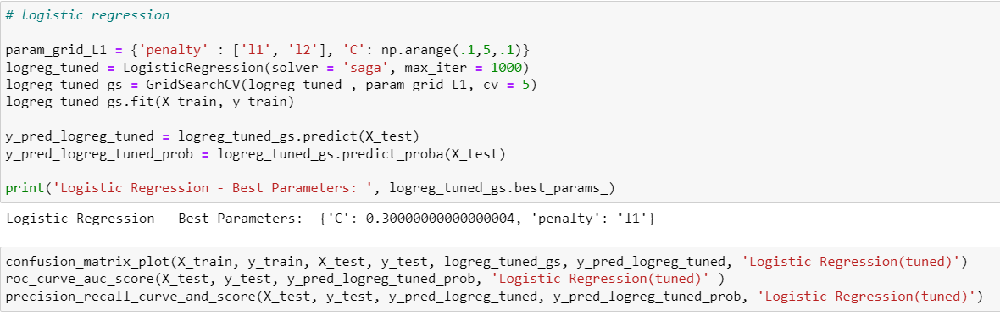 # logistic regression
param_grid_L1 = {'penalty' : ['l1', 'l2'], 'C': np.arange(.1,5,.1)}
logreg_tuned = LogisticRegression(solver = 'saga', max_iter = 1000)
logreg_tuned_gs = GridSearchCV(logreg_tuned , param_grid_L1, cv = 5)
logreg_tuned_gs.fit(X_train, y_train)
y_pred_logreg_tuned = logreg_tuned_gs.predict(X_test)
y_pred_logreg_tuned_prob = logreg_tuned_gs.predict_proba(X_test)
print('Logistic Regression - Best Parameters: ', logreg_tuned_gs.best_params_)
Logistic Regression - Best Parameters:  {'C': 0.30000000000000004, 'penalty': 'l1'}
confusion_matrix_plot(X_train, y_train, X_test, y_test, logreg_tuned_gs, y_pred_logreg_tuned, 'Logistic Regression(tuned)')
roc_curve_auc_score(X_test, y_test, y_pred_logreg_tuned_prob, 'Logistic Regression(tuned)' )
precision_recall_curve_and_score(X_test, y_test, y_pred_logreg_tuned, y_pred_logreg_tuned_prob, 'Logistic Regression(tuned)')